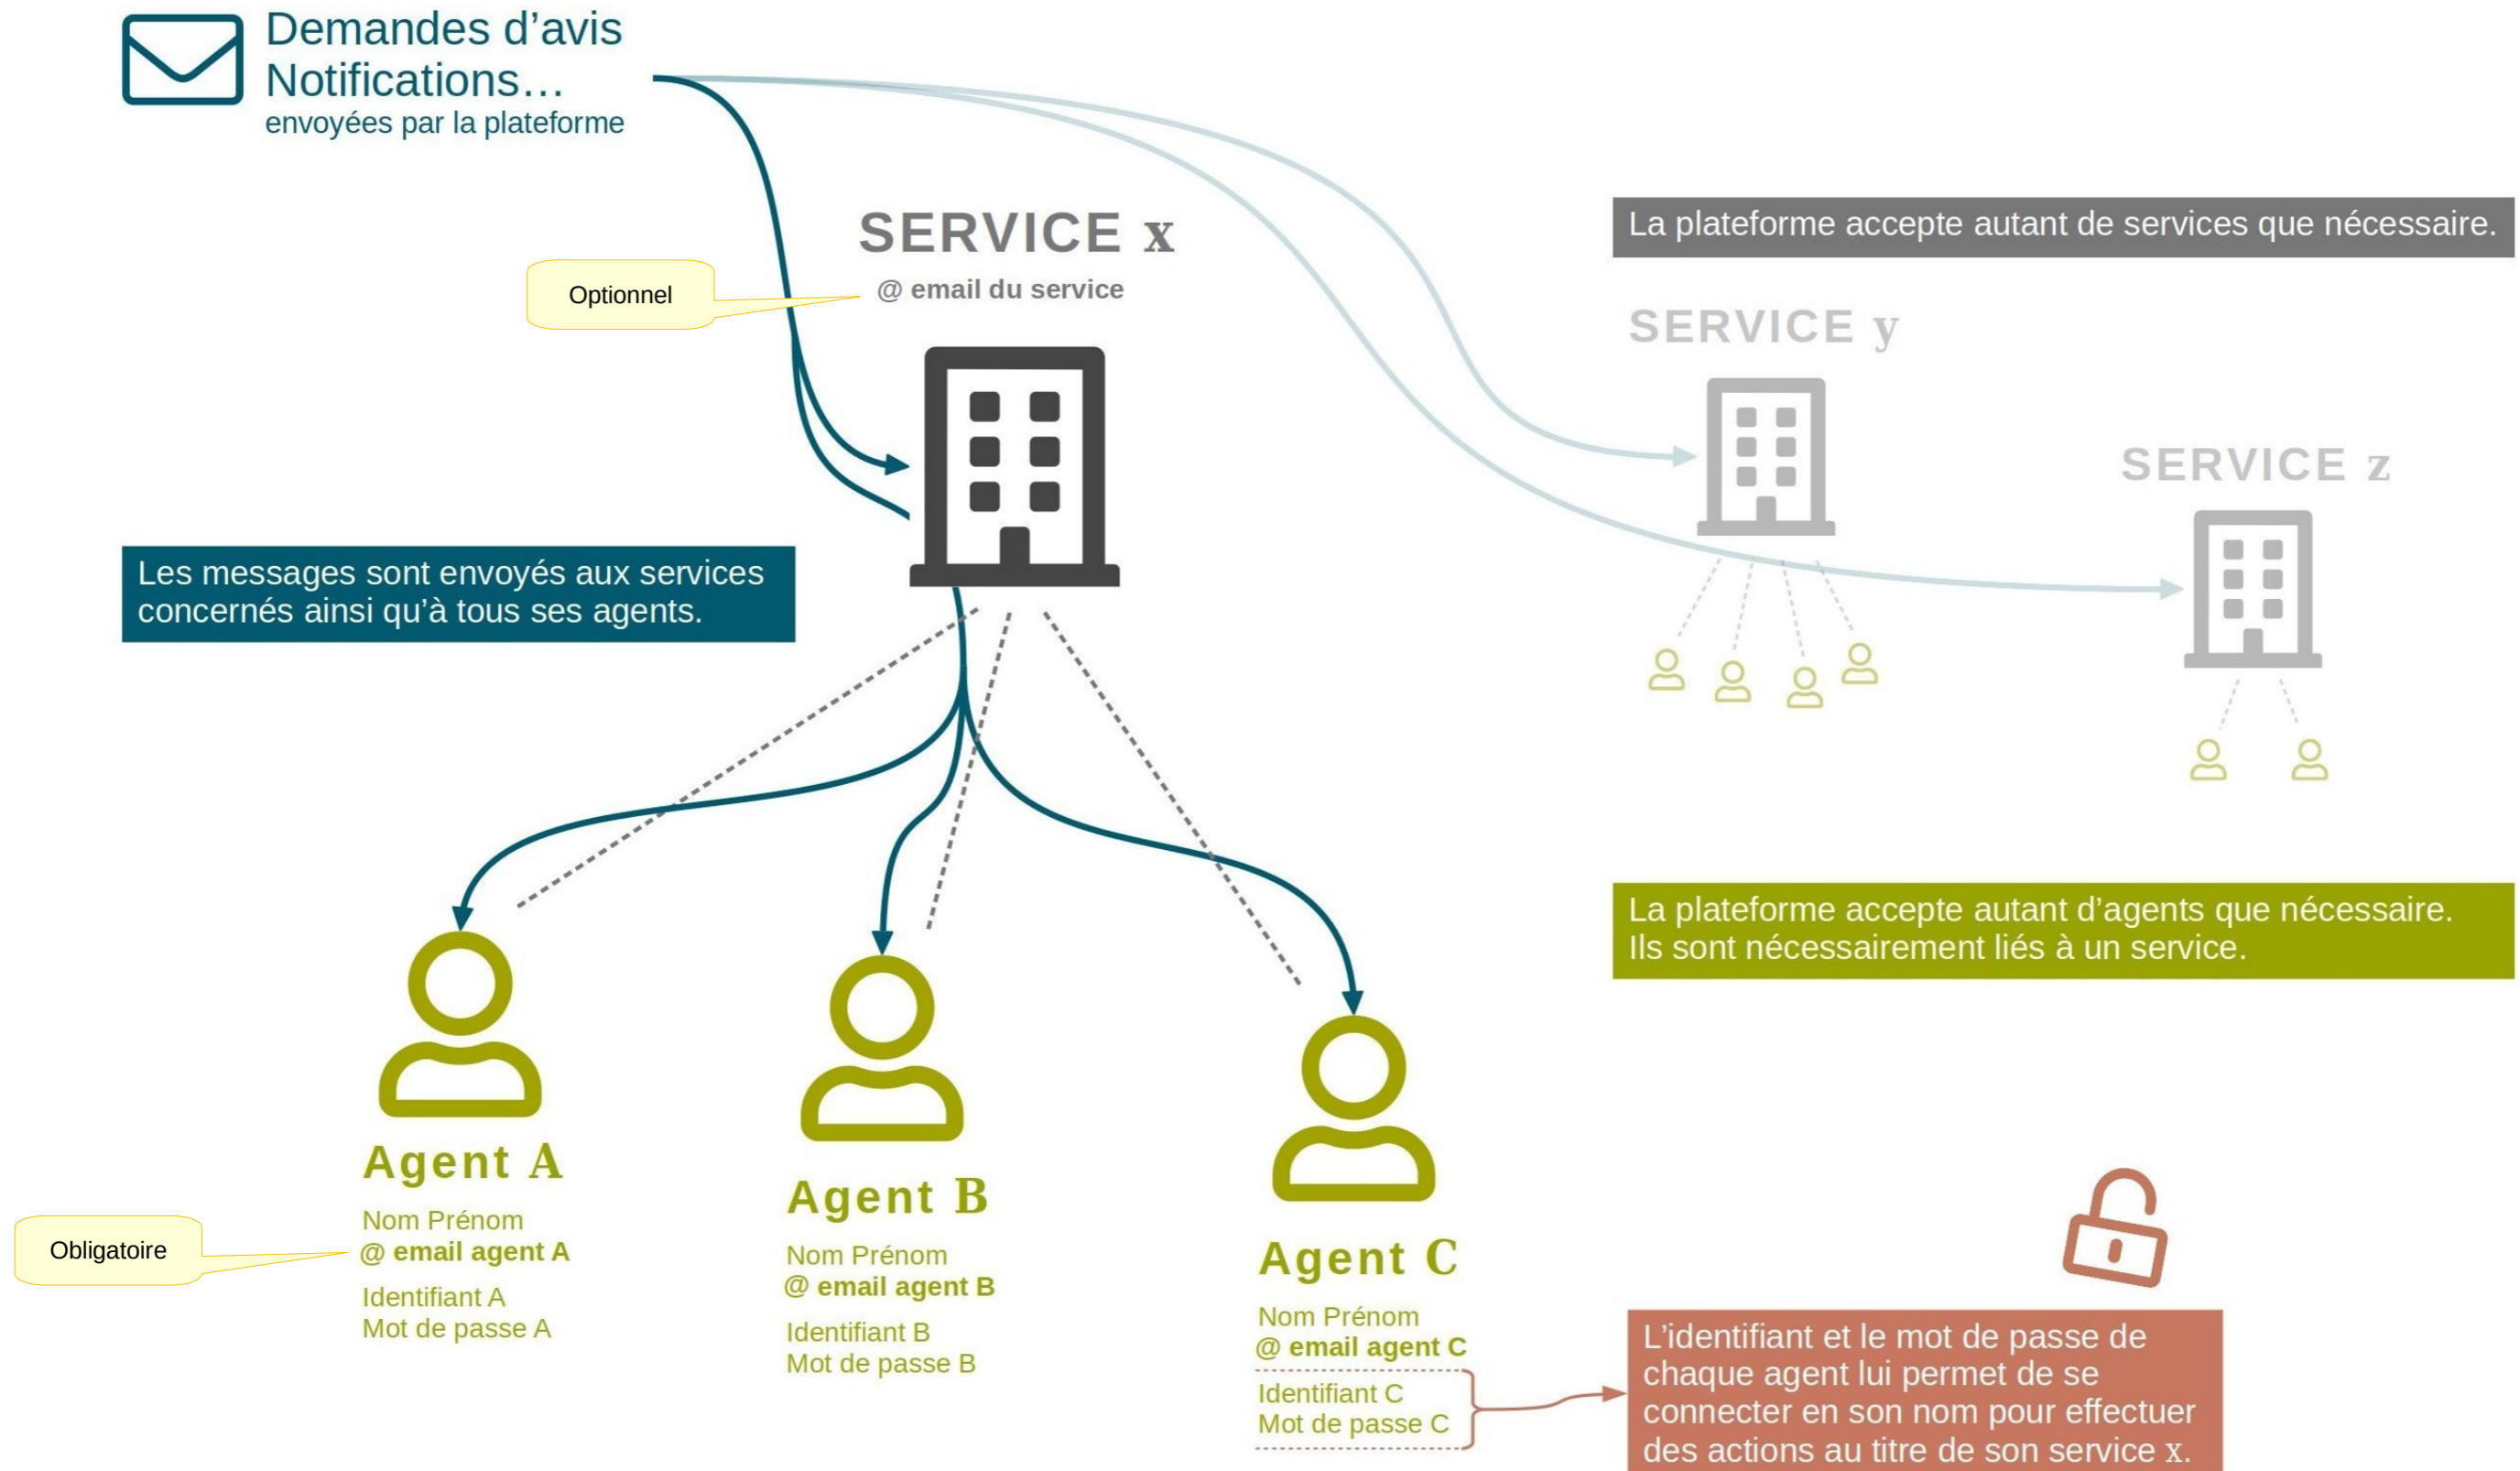 Demandes d’avis
Notifications…
envoyées par la plateforme
SERVICE x
@ email du service
Optionnel
La plateforme accepte autant de services que nécessaire.
SERVICE y
SERVICE z
Les messages sont envoyés aux services
concernés ainsi qu’à tous ses agents.
La plateforme accepte autant d’agents que nécessaire.
Ils sont nécessairement liés à un service.
Agent A
Nom Prénom
@ email agent A
Identifiant A
Mot de passe A
Obligatoire
Agent B
Nom Prénom
@ email agent B
Identifiant B
Mot de passe B
Agent C
Nom Prénom
@ email agent C
Identifiant C
Mot de passe C
L’identifiant et le mot de passe de
chaque agent lui permet de se
connecter en son nom pour effectuer
des actions au titre de son service x.